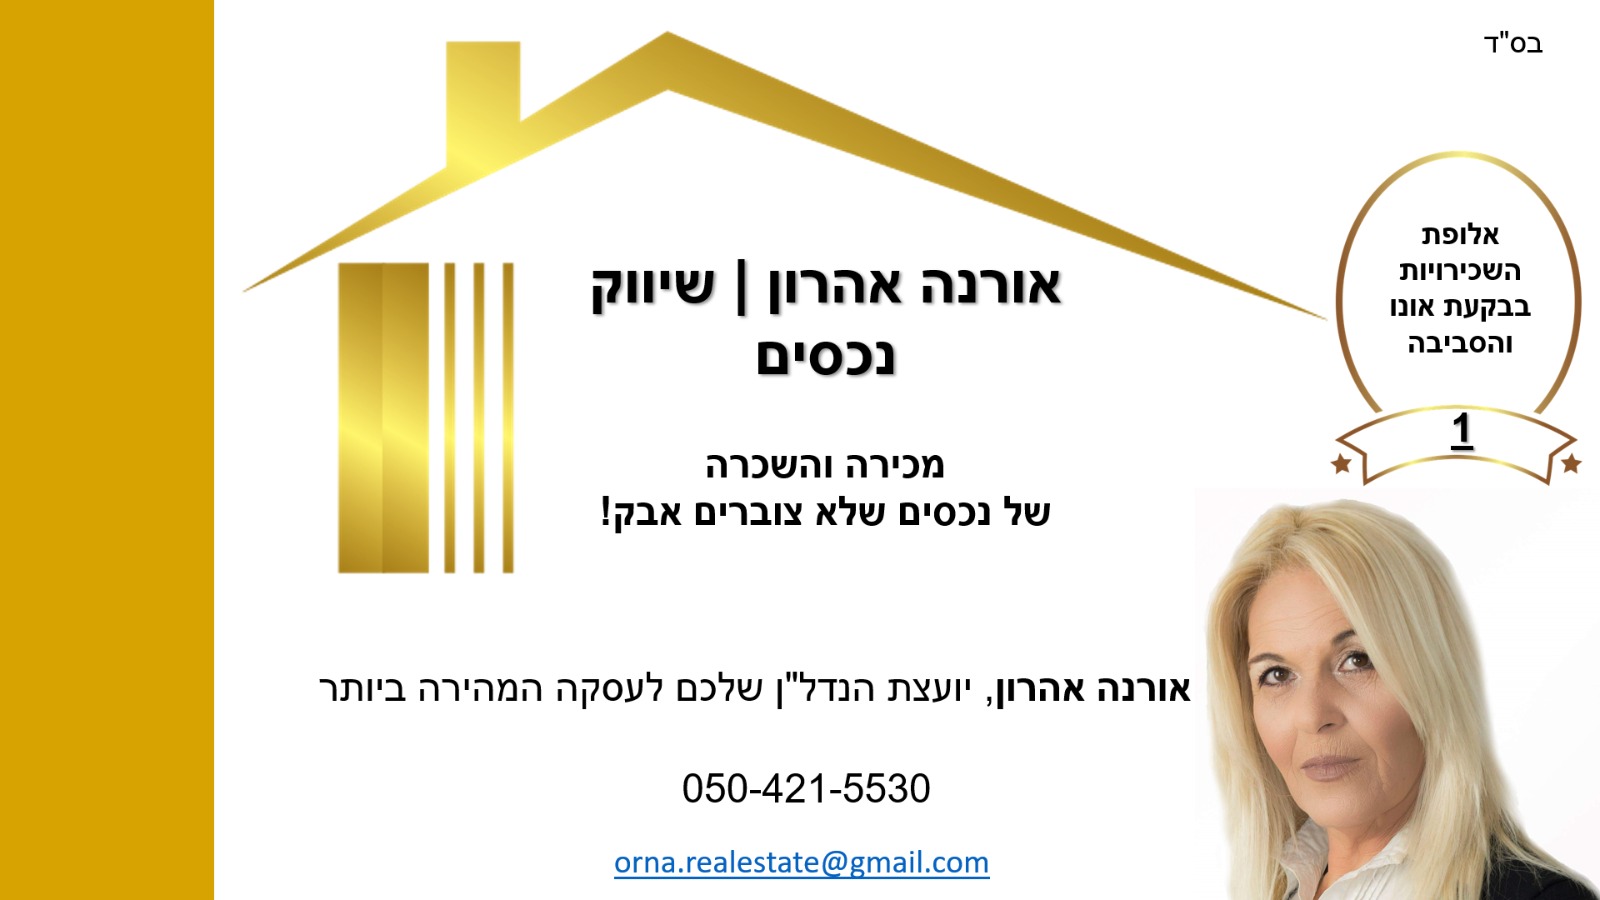 בס"ד
אלופת
השכירויות
בבקעת אונו
והסביבה
1
אורנה אהרון | שיווק
נכסים
מכירה והשכרה
של נכסים שלא צוברים אבק!
אורנה אהרון, יועצת הנדל"ן שלכם לעסקה המהירה ביותר
050-421-5530
orna.realestate@gmail.com